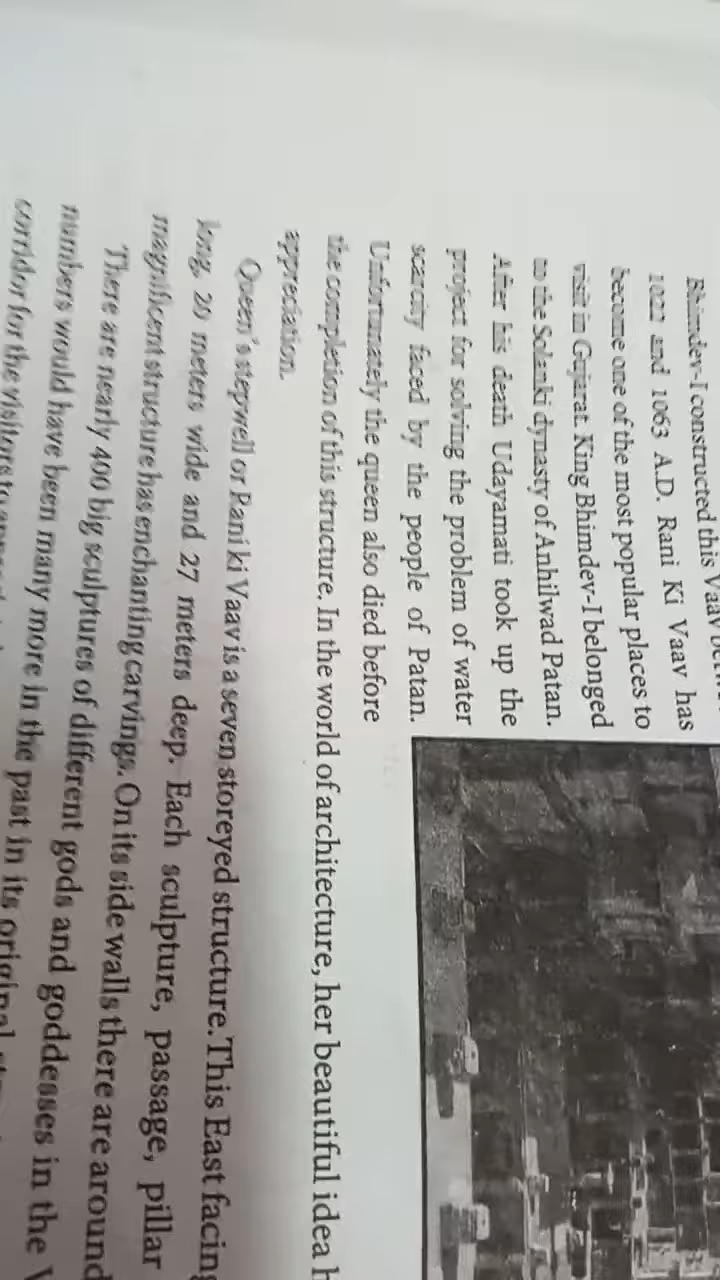 Bhimdev-I constructed this Vaav
1022 and 1063 A.D. Rani Ki Vaav has
become one of the most popular places to
visit in Gujarat. King Bhimdev-I belonged
to the Solanki dynasty of Anhilwad Patan.
After his death Udayamati took up the
project for solving the problem of water
scarcity faced by the people of Patan.
Unfortunately the queen also died before
the completion of this structure. In the world of architecture, her beautiful idea h
appreciation.
Queen's stepwell or Rani ki Vaav is a seven storeyed structure. This East facing
long, 20 meters wide and 27 meters deep. Each sculpture, passage, pillar
magnificent structure has enchanting carvings. On its side walls there are around
There are nearly 400 big sculptures of different gods and goddesses in the V
numbers would have been many more in the past in its original
corridor for the visitors to